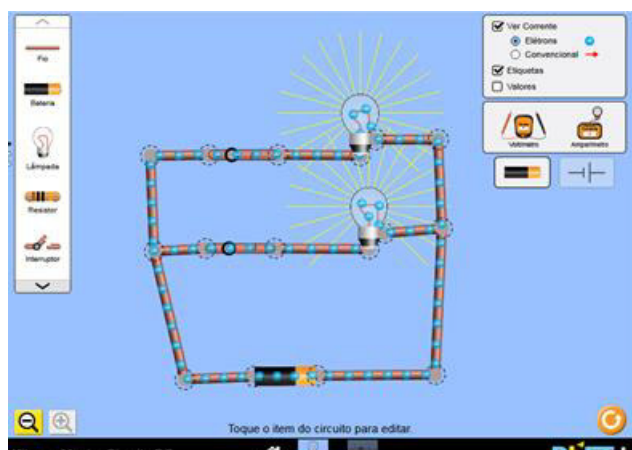 Fio
Bateria
Lâmpada
Resistor
Interruptor
Ver Corrente
Elétrons
Convencional
Etiquetas
Valores
Voltímetro
Amperímetro
Toque o item do circuito para editar.